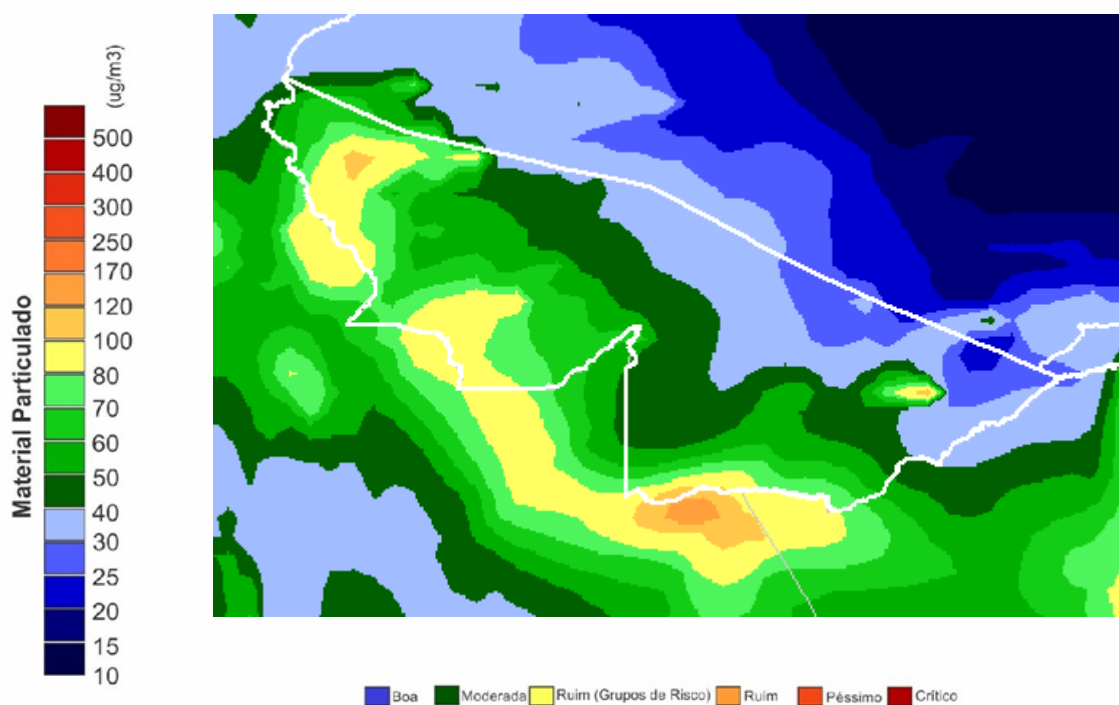 (ug/m3)
Material Particulado
500
400
300
250
170
120
100
80
70
60
50
40
30
25
20
15
10
Boa
Moderada
Ruim (Grupos de Risco)
Ruim
Péssimo
Crítico